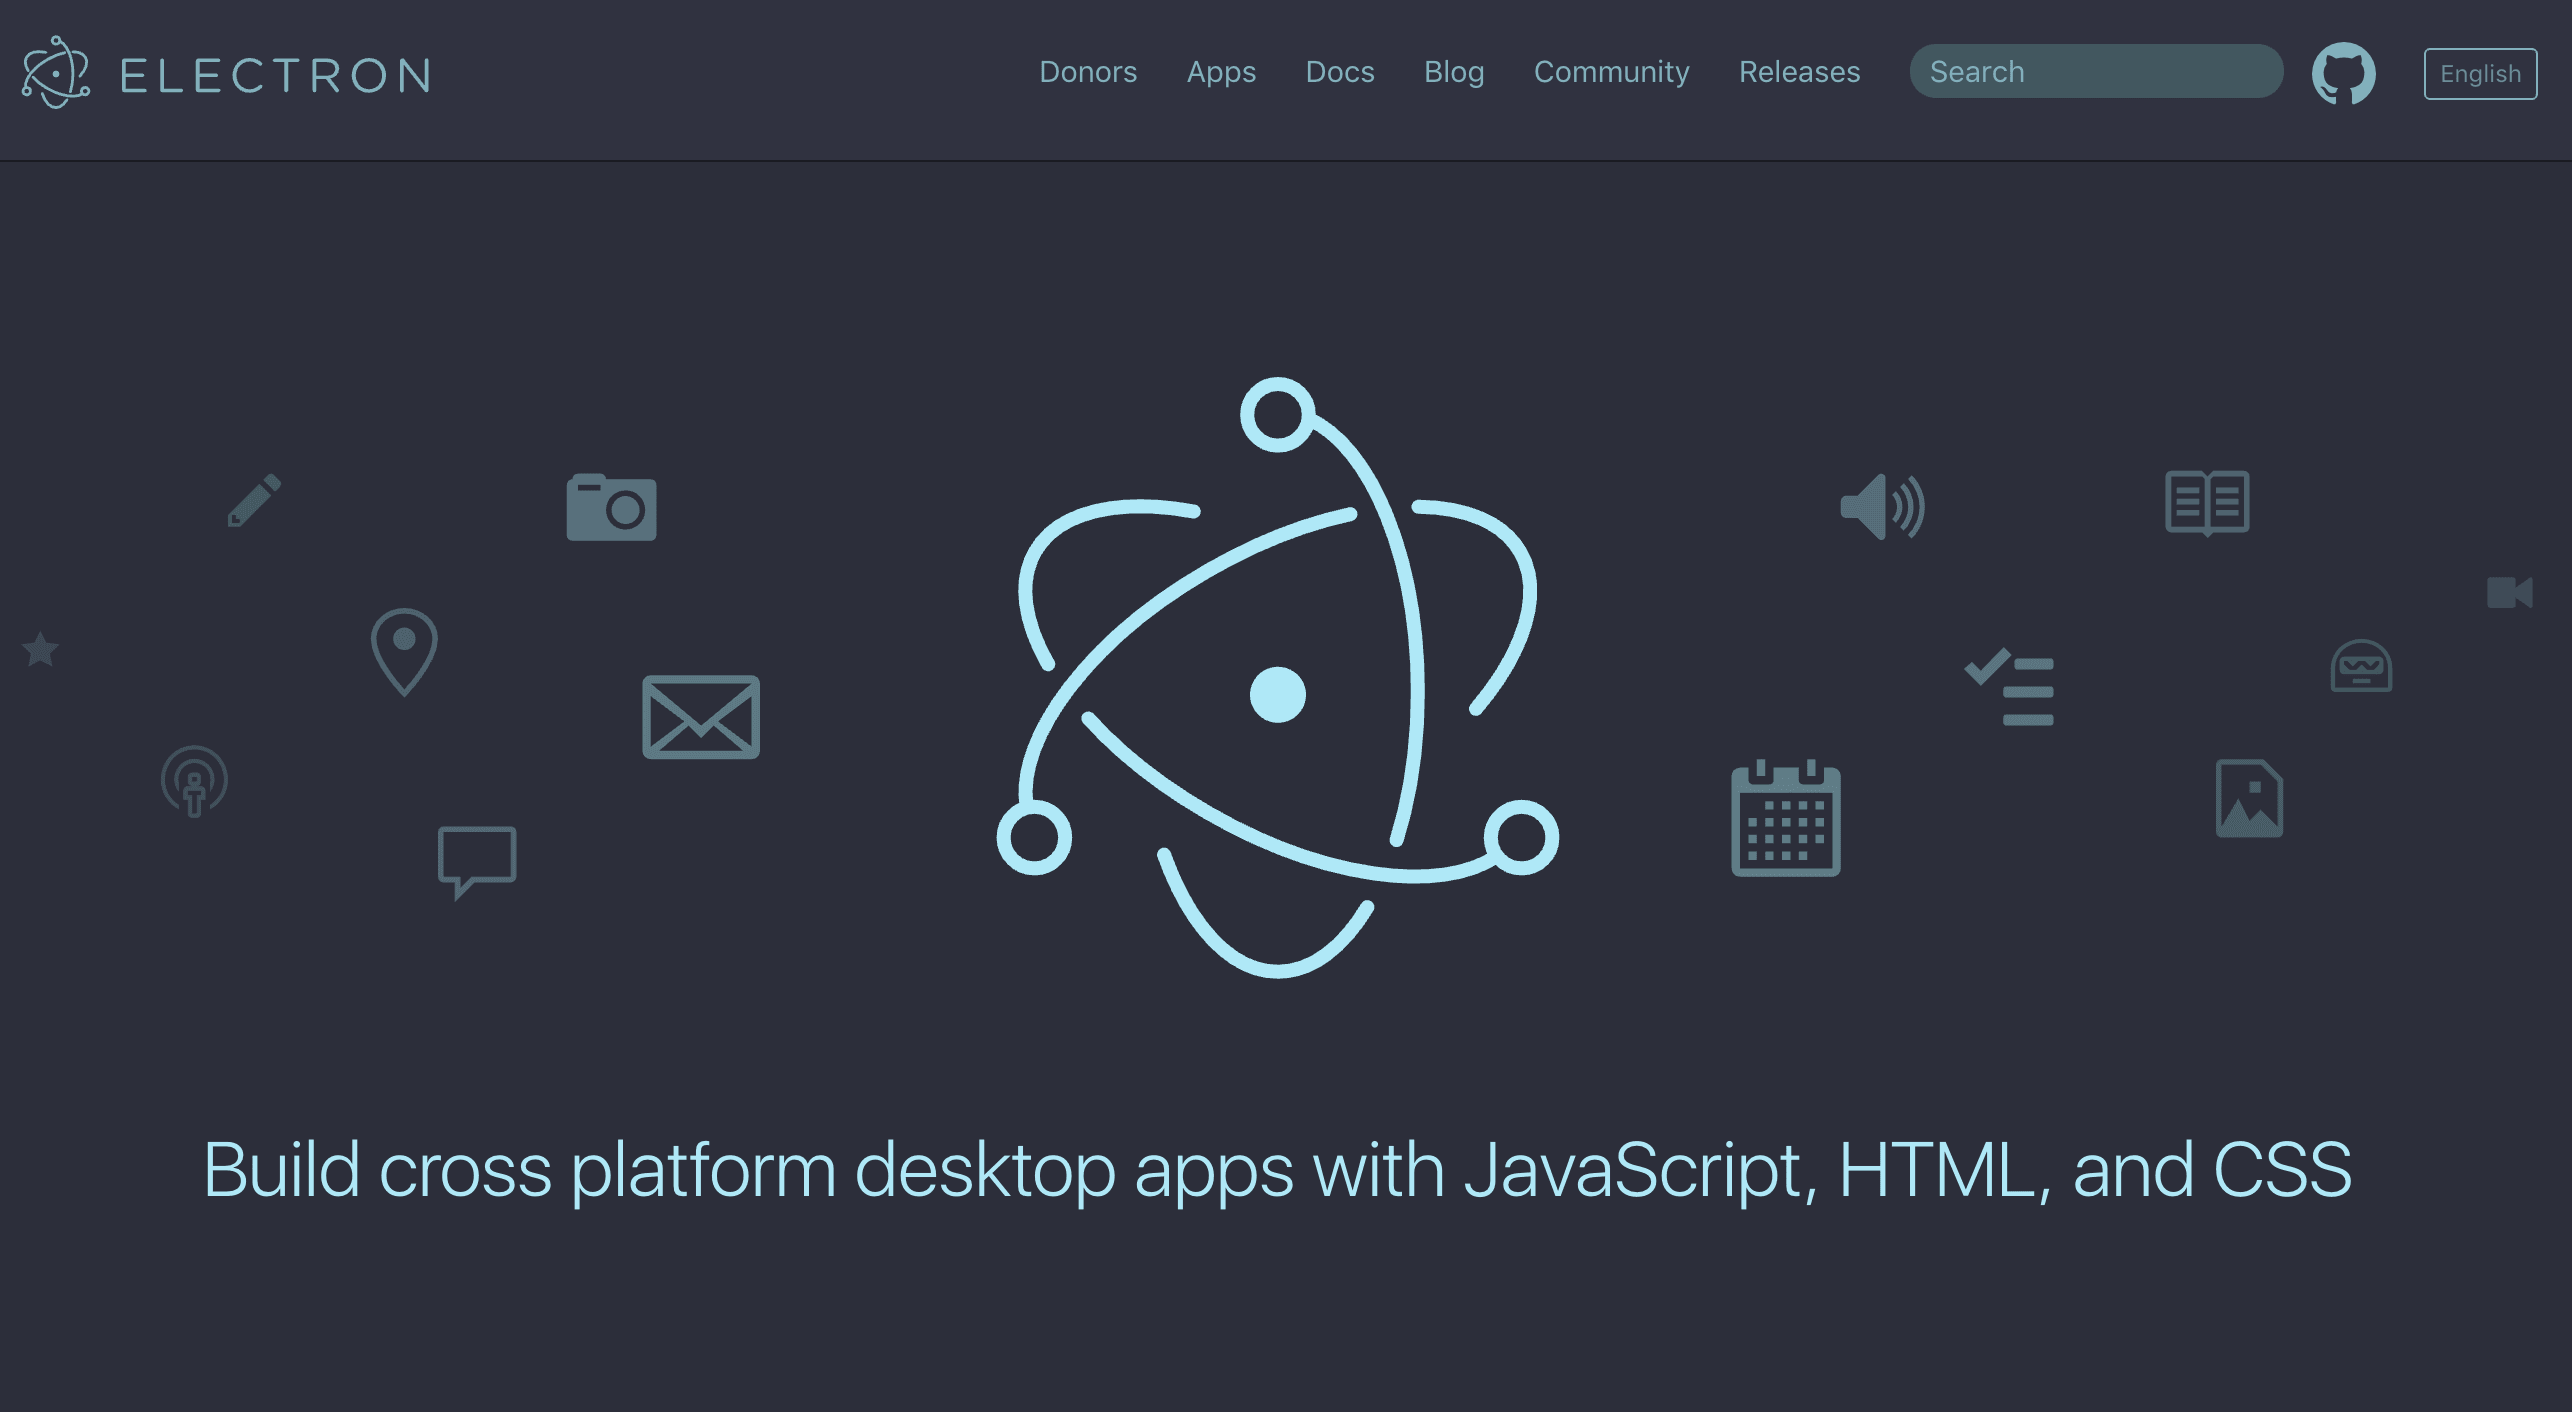 ELECTRON
Donors Apps Docs Blog Community Releases Search English
Build cross platform desktop apps with JavaScript, HTML, and CSS